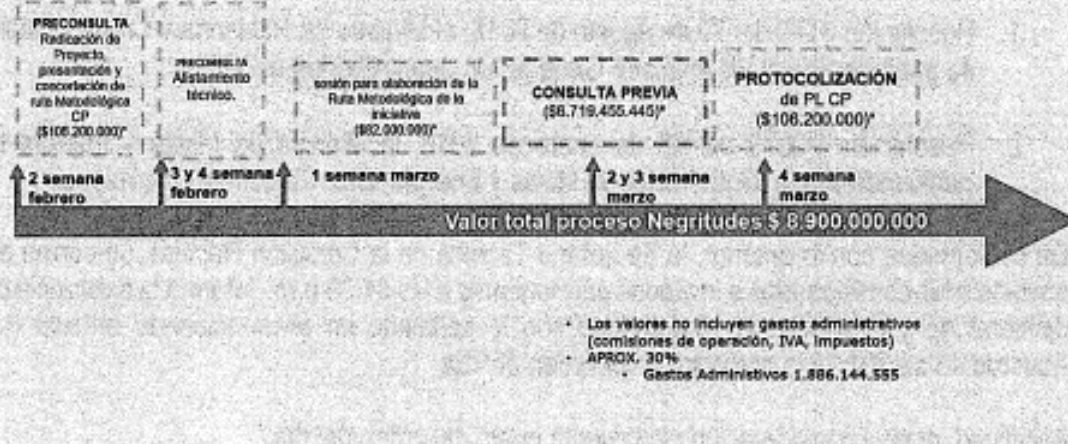 PRECONSULTA
Radicación de
Proyecto,
presentación y
concertación de
ruta Metodológica
CP
($106.200.000)*
PRECONSULTA
Alistamiento
técnico.
sesión para elaboración de la
Ruta Metodológica de la
iniciativa
($82.000.000)*
CONSULTA PREVIA
($6.719.455.445)*
PROTOCOLIZACIÓN
de PL CP
($106.200.000)*
2 semana
febrero
3 y 4 semana
febrero
1 semana marzo
2 y 3 semana
marzo
4 semana
marzo
Valor total proceso Negritudes $ 8.900.000.000
• Los valores no incluyen gastos administrativos
(comisiones de operación, IVA, Impuestos)
• APROX. 30%
• Gastos Administivos 1.886.144.555